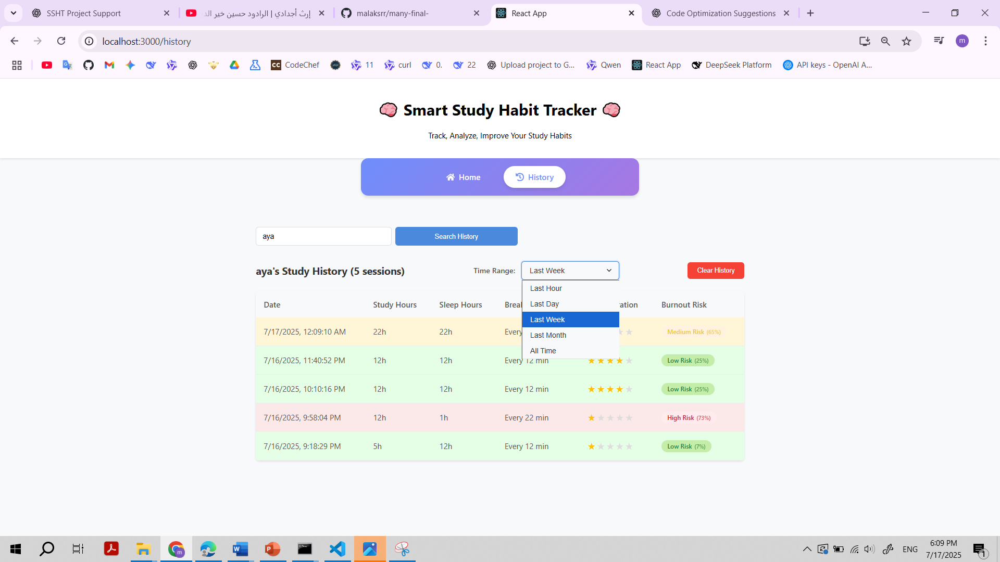 SSHT Project Support
إرث أجدادي | الرادود حسين خير الد
malaksrr/many-final-
React App
Code Optimization Suggestions
localhost:3000/history
m
CodeChef
11
curl
0.
22
Upload project to G...
Qwen
React App
DeepSeek Platform
API keys - OpenAI A...
Smart Study Habit Tracker
Track, Analyze, Improve Your Study Habits
Home
History
aya
Search History
aya's Study History (5 sessions)
Time Range:
Last Week
Clear History
Last Hour
Last Day
Last Week
Last Month
All Time
Date Study Hours Sleep Hours Burnout Risk
7/17/2025, 12:09:10 AM 22h 22h Every Medium Risk (65%)
7/16/2025, 11:40:52 PM 12h 12h Every 12 min Low Risk (25%)
7/16/2025, 10:10:16 PM 12h 12h Every 12 min Low Risk (25%)
7/16/2025, 9:58:04 PM 12h 1h Every 22 min High Risk (73%)
7/16/2025, 9:18:29 PM 5h 12h Every 12 min Low Risk (7%)
ENG
6:09 PM
7/17/2025
1